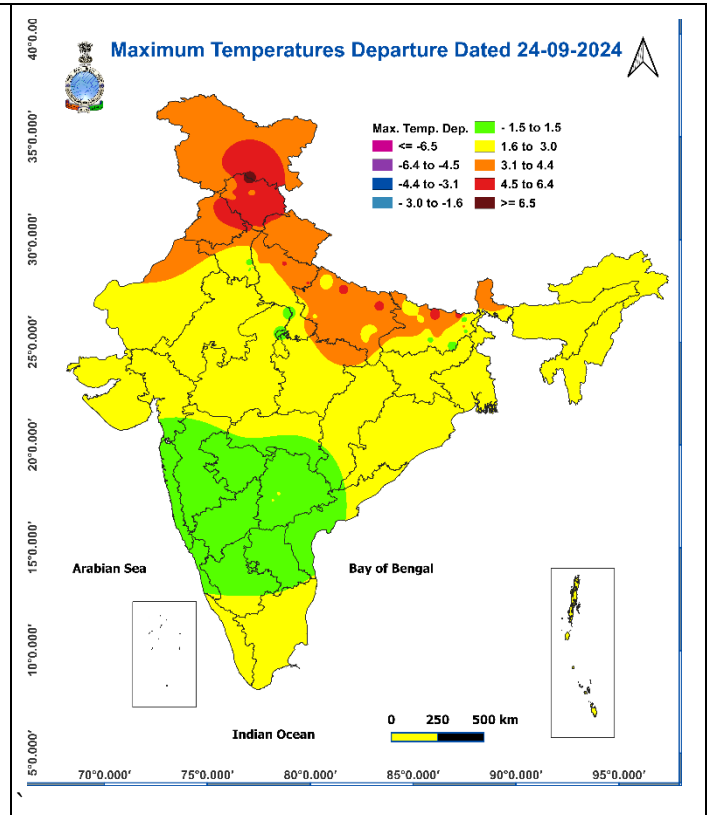 Maximum Temperatures Departure Dated 24-09-2024
Max. Temp. Dep.
<= -6.5
-6.4 to -4.5
-4.4 to -3.1
- 3.0 to -1.6
- 1.5 to 1.5
1.6 to 3.0
3.1 to 4.4
4.5 to 6.4
>= 6.5
40°0.00
35°0.000'
30°0.000'
25°0.000'
20°0.000'
15°0.000'
10°0.000'
5°0.000'
Arabian Sea
Bay of Bengal
Indian Ocean
0 250 500 km
70°0.000' 75°0.000' 80°0.000' 85°0.000' 90°0.000' 95°0.000'
`